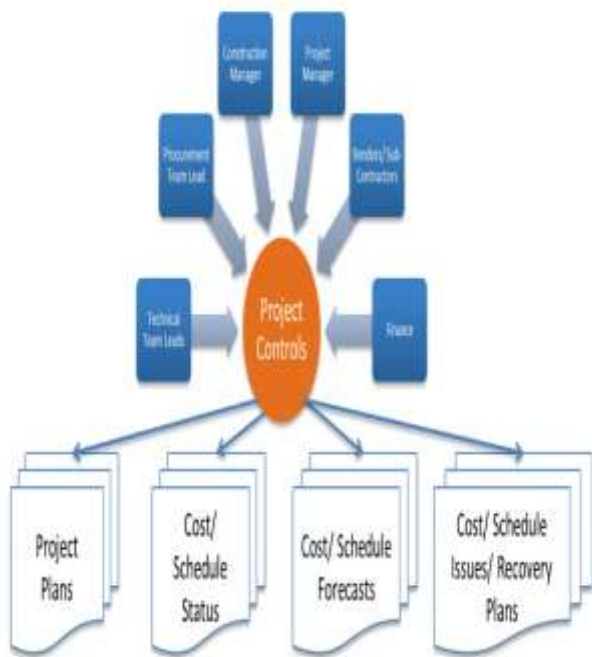 Construction
Manager
Project
Manager
Procurement
Team Lead
Vendors/ Sub-
Contractors
Technical
Team Leads
Project
Controls
Finance
Project
Plans
Cost/
Schedule
Status
Cost/ Schedule
Forecasts
Cost/ Schedule
Issues/ Recovery
Plans